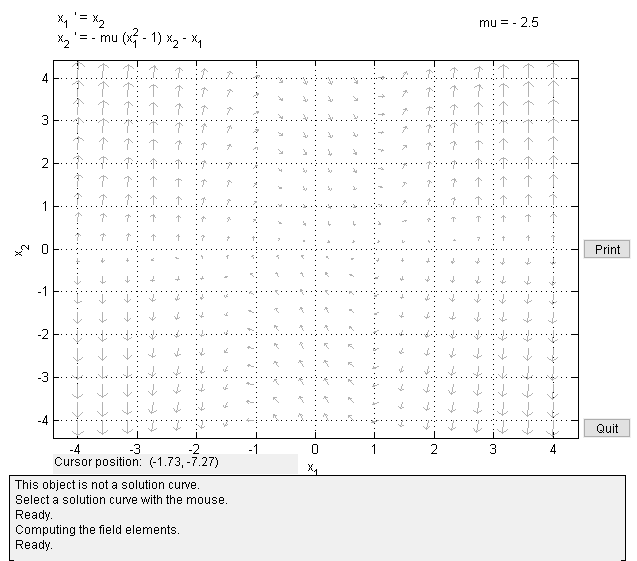 x₁ ' = x₂
x₂ ' = - mu (x₁² - 1) x₂ - x₁
mu = - 2.5
4
3
2
1
0
-1
-2
-3
-4
x₂
Print
Quit
-4 -3 -2 -1 0 1 2 3 4
x₁
Cursor position: (-1.73, -7.27)
This object is not a solution curve.
Select a solution curve with the mouse.
Ready.
Computing the field elements.
Ready.